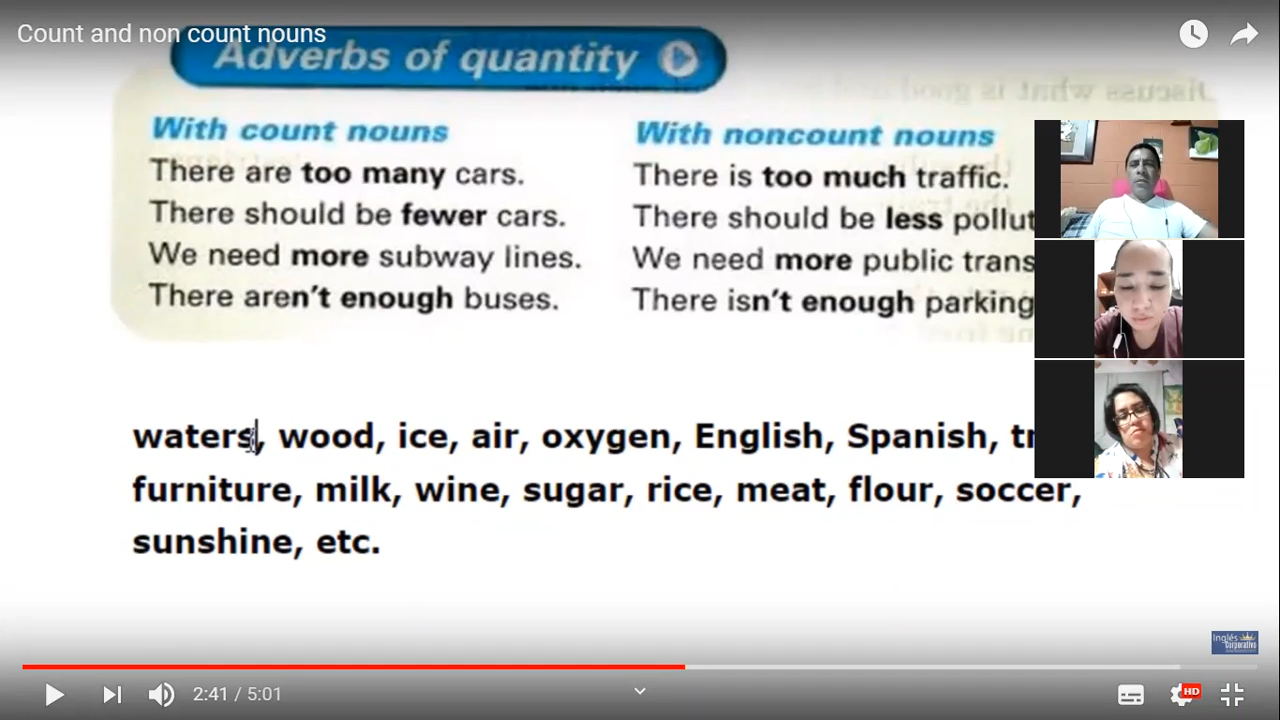 Count and non count nouns
Adverbs of quantity
With count nouns
There are too many cars.
There should be fewer cars.
We need more subway lines.
There aren't enough buses.
With noncount nouns
There is too much traffic.
There should be less pollut
We need more public trans
There isn't enough parking
waters, wood, ice, air, oxygen, English, Spanish, tr
furniture, milk, wine, sugar, rice, meat, flour, soccer,
sunshine, etc.
Inglés
Corporativo
2:41 / 5:01
HD